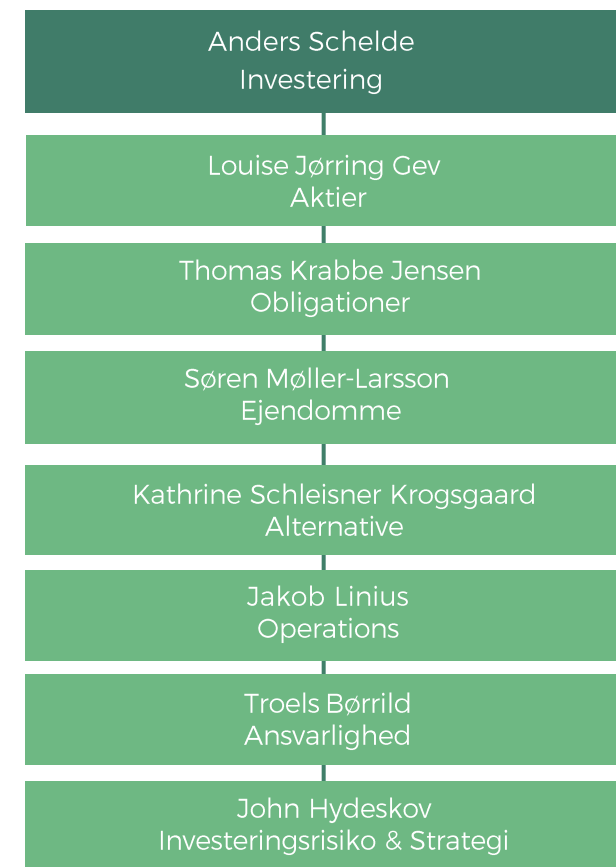 Anders Schelde
Investering
Louise Jørring Gev
Aktier
Thomas Krabbe Jensen
Obligationer
Søren Møller-Larsson
Ejendomme
Kathrine Schleisner Krogsgaard
Alternative
Jakob Linius
Operations
Troels Børrild
Ansvarlighed
John Hydeskov
Investeringsrisiko & Strategi